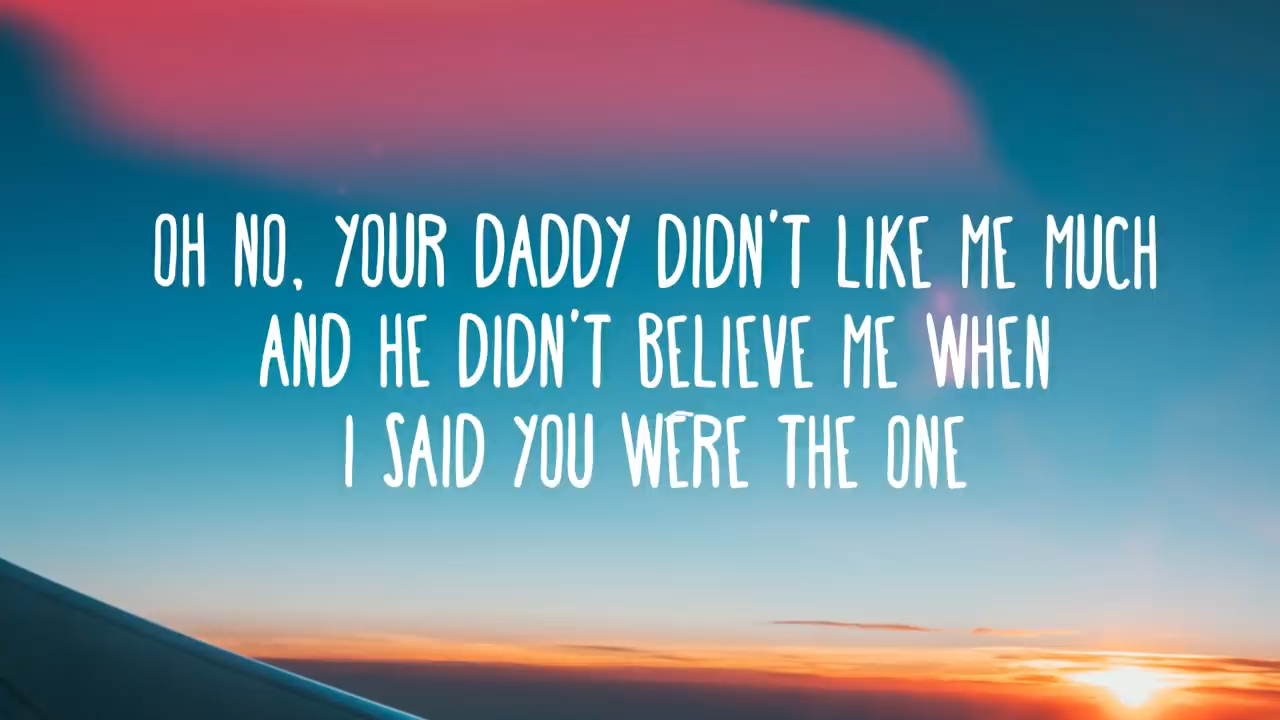 OH NO, YOUR DADDY DIDN'T LIKE ME MUCH
AND HE DIDN'T BELIEVE ME WHEN
I SAID YOU WERE THE ONE